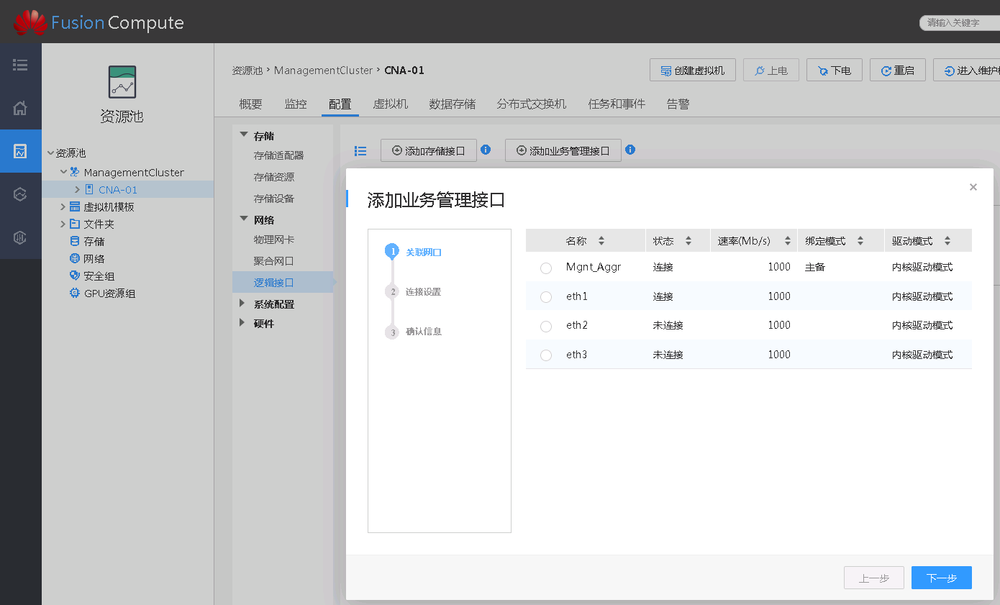 Fusion Compute
请输入关键字
资源池
资源池
ManagementCluster
CNA-01
虚拟机模板
文件夹
存储
网络
安全组
GPU资源组
资源池 › ManagementCluster › CNA-01
创建虚拟机 上电 下电 重启 进入维护
概要 监控 配置 虚拟机 数据存储 分布式交换机 任务和事件 告警
存储
存储适配器
存储资源
存储设备
网络
物理网卡
聚合网口
逻辑接口
系统配置
硬件
添加存储接口 添加业务管理接口
添加业务管理接口
1 关联网口
2 连接设置
3 确认信息
名称 状态 速率(Mb/s) 绑定模式 驱动模式
Mgnt_Aggr 连接 1000 主备 内核驱动模式
eth1 连接 1000 内核驱动模式
eth2 未连接 1000 内核驱动模式
eth3 未连接 1000 内核驱动模式
上一步 下一步